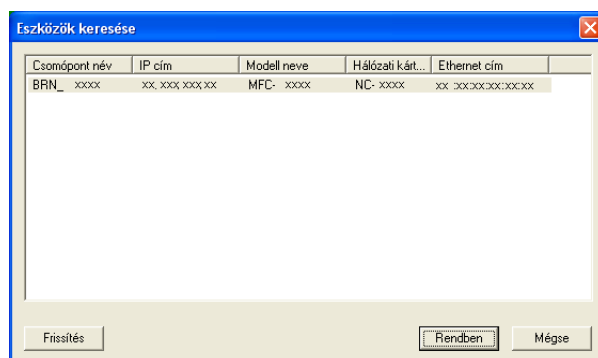 Eszközök keresése
Csomópont név IP cím Modell neve Hálózati kárt... Ethernet cím
BRN_ xxxx xx, xxx, xxx, xx MFC- xxxx NC- xxxx xx :xx:xx:xx:xx:xx
Frissítés Rendben Mégse